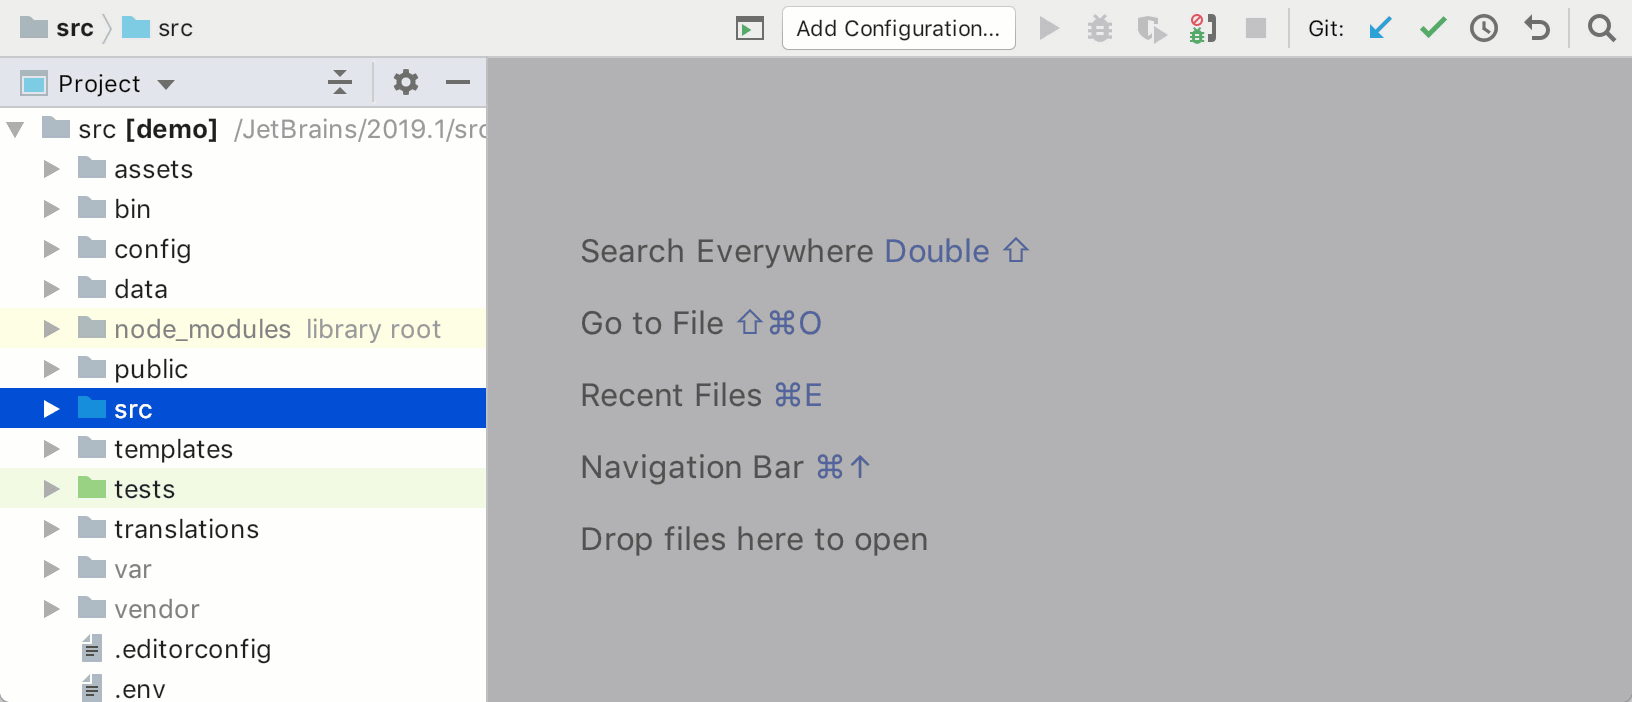 src src
Add Configuration...
Git:
Project
src [demo] /JetBrains/2019.1/src
assets
bin
config
data
node_modules library root
public
src
templates
tests
translations
var
vendor
.editorconfig
.env
Search Everywhere Double ⇧
Go to File ⇧⌘O
Recent Files ⌘E
Navigation Bar ⌘↑
Drop files here to open